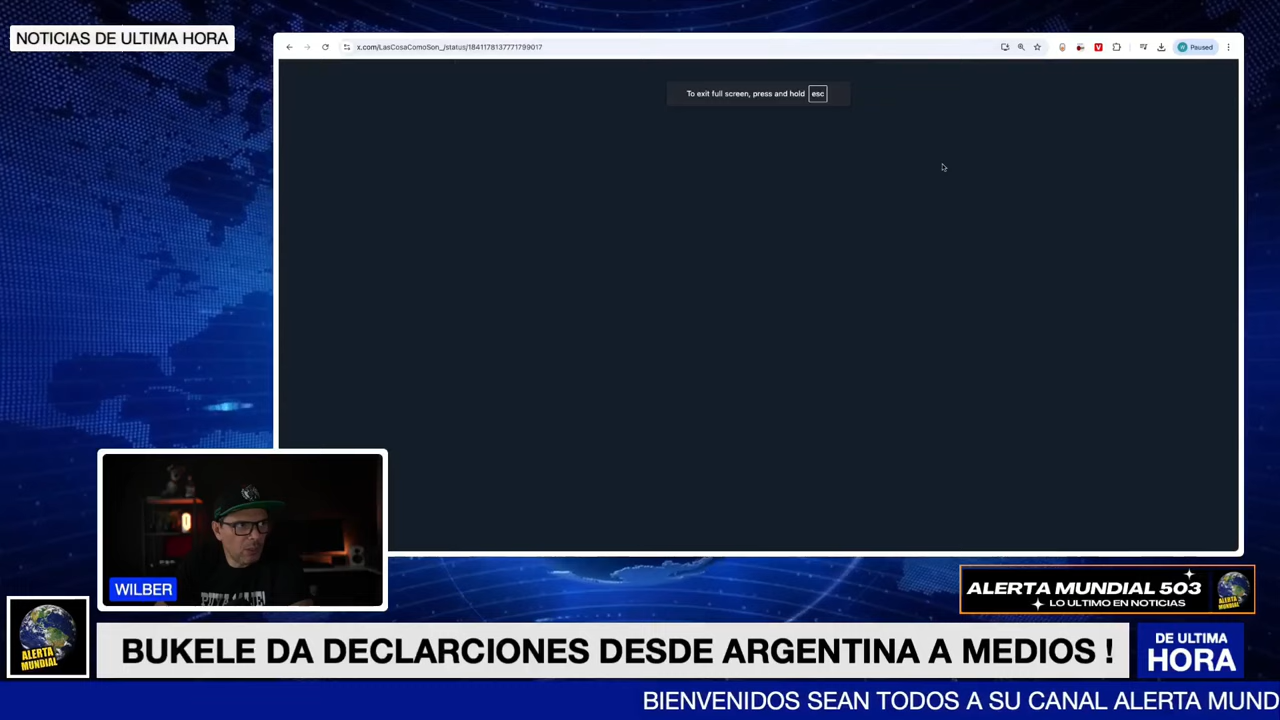 NOTICIAS DE ULTIMA HORA
x.com/LasCosaComoSon_/status/1841178137771799017
Paused
To exit full screen, press and hold esc
WILBER
ALERTA MUNDIAL 503
LO ULTIMO EN NOTICIAS
ALERTA
MUNDIAL
BUKELE DA DECLARCIONES DESDE ARGENTINA A MEDIOS !
DE ULTIMA
HORA
BIENVENIDOS SEAN TODOS A SU CANAL ALERTA MUND